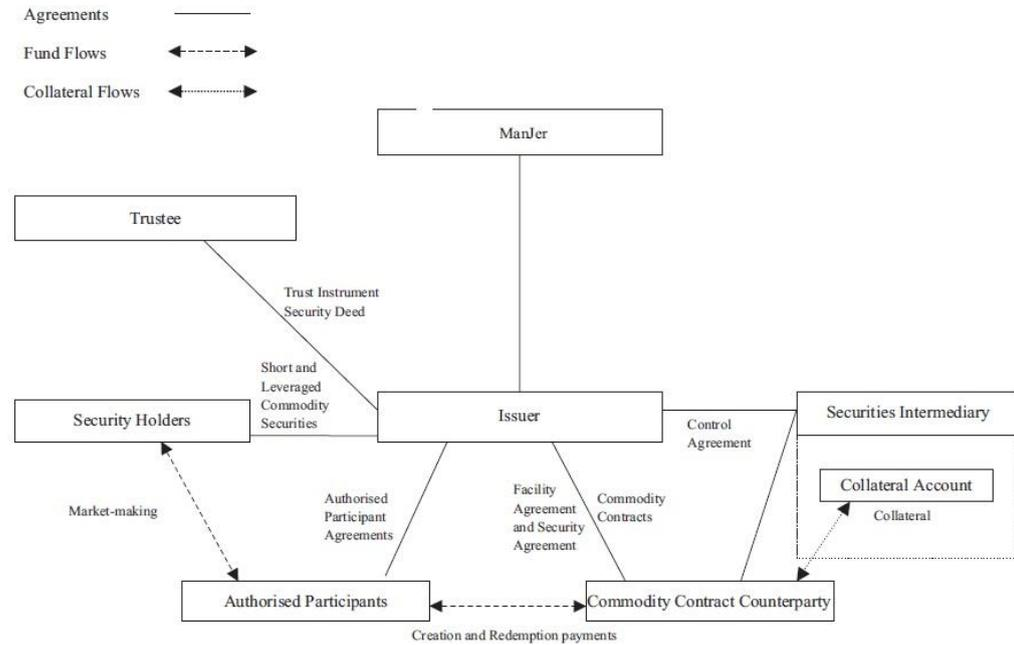 Agreements
Fund Flows
Collateral Flows
ManJer
Trustee
Trust Instrument
Security Deed
Short and
Leveraged
Commodity
Securities
Security Holders
Issuer
Securities Intermediary
Control
Agreement
Collateral Account
Collateral
Market-making
Authorised
Participant
Agreements
Facility
Agreement
and Security
Agreement
Commodity
Contracts
Authorised Participants
Commodity Contract Counterparty
Creation and Redemption payments